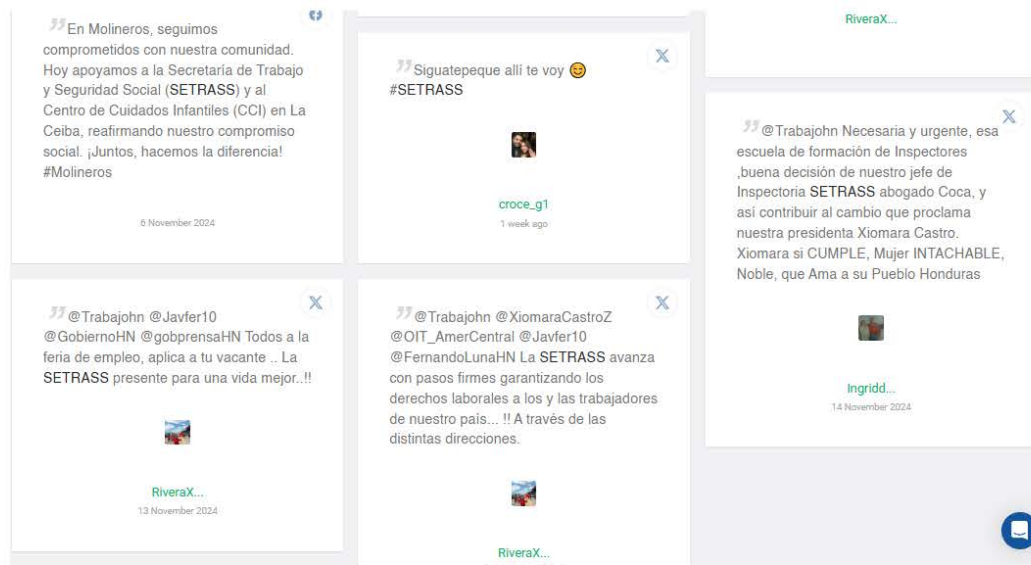 En Molineros, seguimos
comprometidos con nuestra comunidad.
Hoy apoyamos a la Secretaría de Trabajo
y Seguridad Social (SETRASS) y al
Centro de Cuidados Infantiles (CCI) en La
Ceiba, reafirmando nuestro compromiso
social. ¡Juntos, hacemos la diferencia!
#Molineros
6 November 2024
@Trabajohn @Javfer10
@GobiernoHN @gobprensaHN Todos a la
feria de empleo, aplica a tu vacante .. La
SETRASS presente para una vida mejor..!!
RiveraX...
13 November 2024
Siguatepeque allí te voy 😊
#SETRASS
croce_g1
1 week ago
@Trabajohn @XiomaraCastroZ
@OIT_AmerCentral @Javfer10
@FernandoLunaHN La SETRASS avanza
con pasos firmes garantizando los
derechos laborales a los y las trabajadores
de nuestro país... !! A través de las
distintas direcciones.
RiveraX...
RiveraX...
@Trabajohn Necesaria y urgente, esa
escuela de formación de Inspectores
,buena decisión de nuestro jefe de
Inspectoria SETRASS abogado Coca, y
así contribuir al cambio que proclama
nuestra presidenta Xiomara Castro.
Xiomara si CUMPLE, Mujer INTACHABLE,
Noble, que Ama a su Pueblo Honduras
Ingridd...
14 November 2024